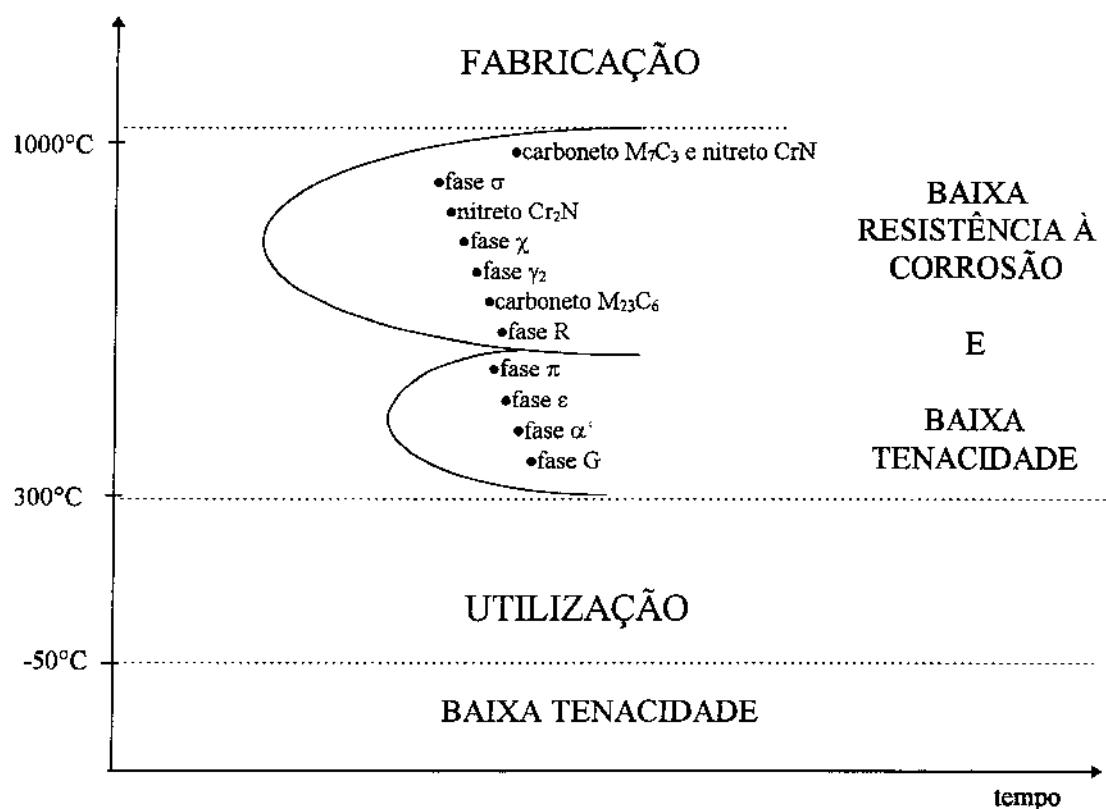 FABRICAÇÃO
1000°C
carboneto M₇C₃ e nitreto CrN
fase σ
nitreto Cr₂N
fase χ
fase γ₂
carboneto M₂₃C₆
fase R
fase π
fase ε
fase α'
fase G
BAIXA
RESISTÊNCIA À
CORROSÃO
E
BAIXA
TENACIDADE
300°C
UTILIZAÇÃO
-50°C
BAIXA TENACIDADE
tempo